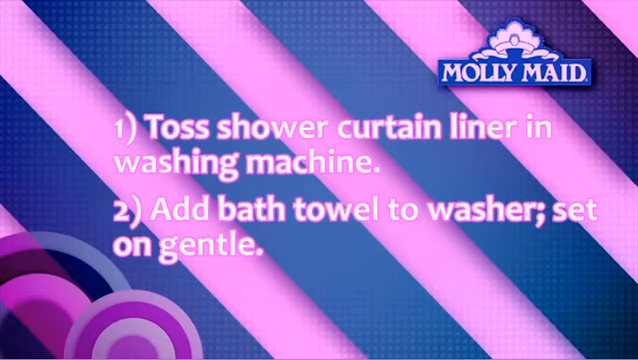 MOLLY MAID
1) Toss shower curtain liner in
washing machine.
2) Add bath towel to washer; set
on gentle.